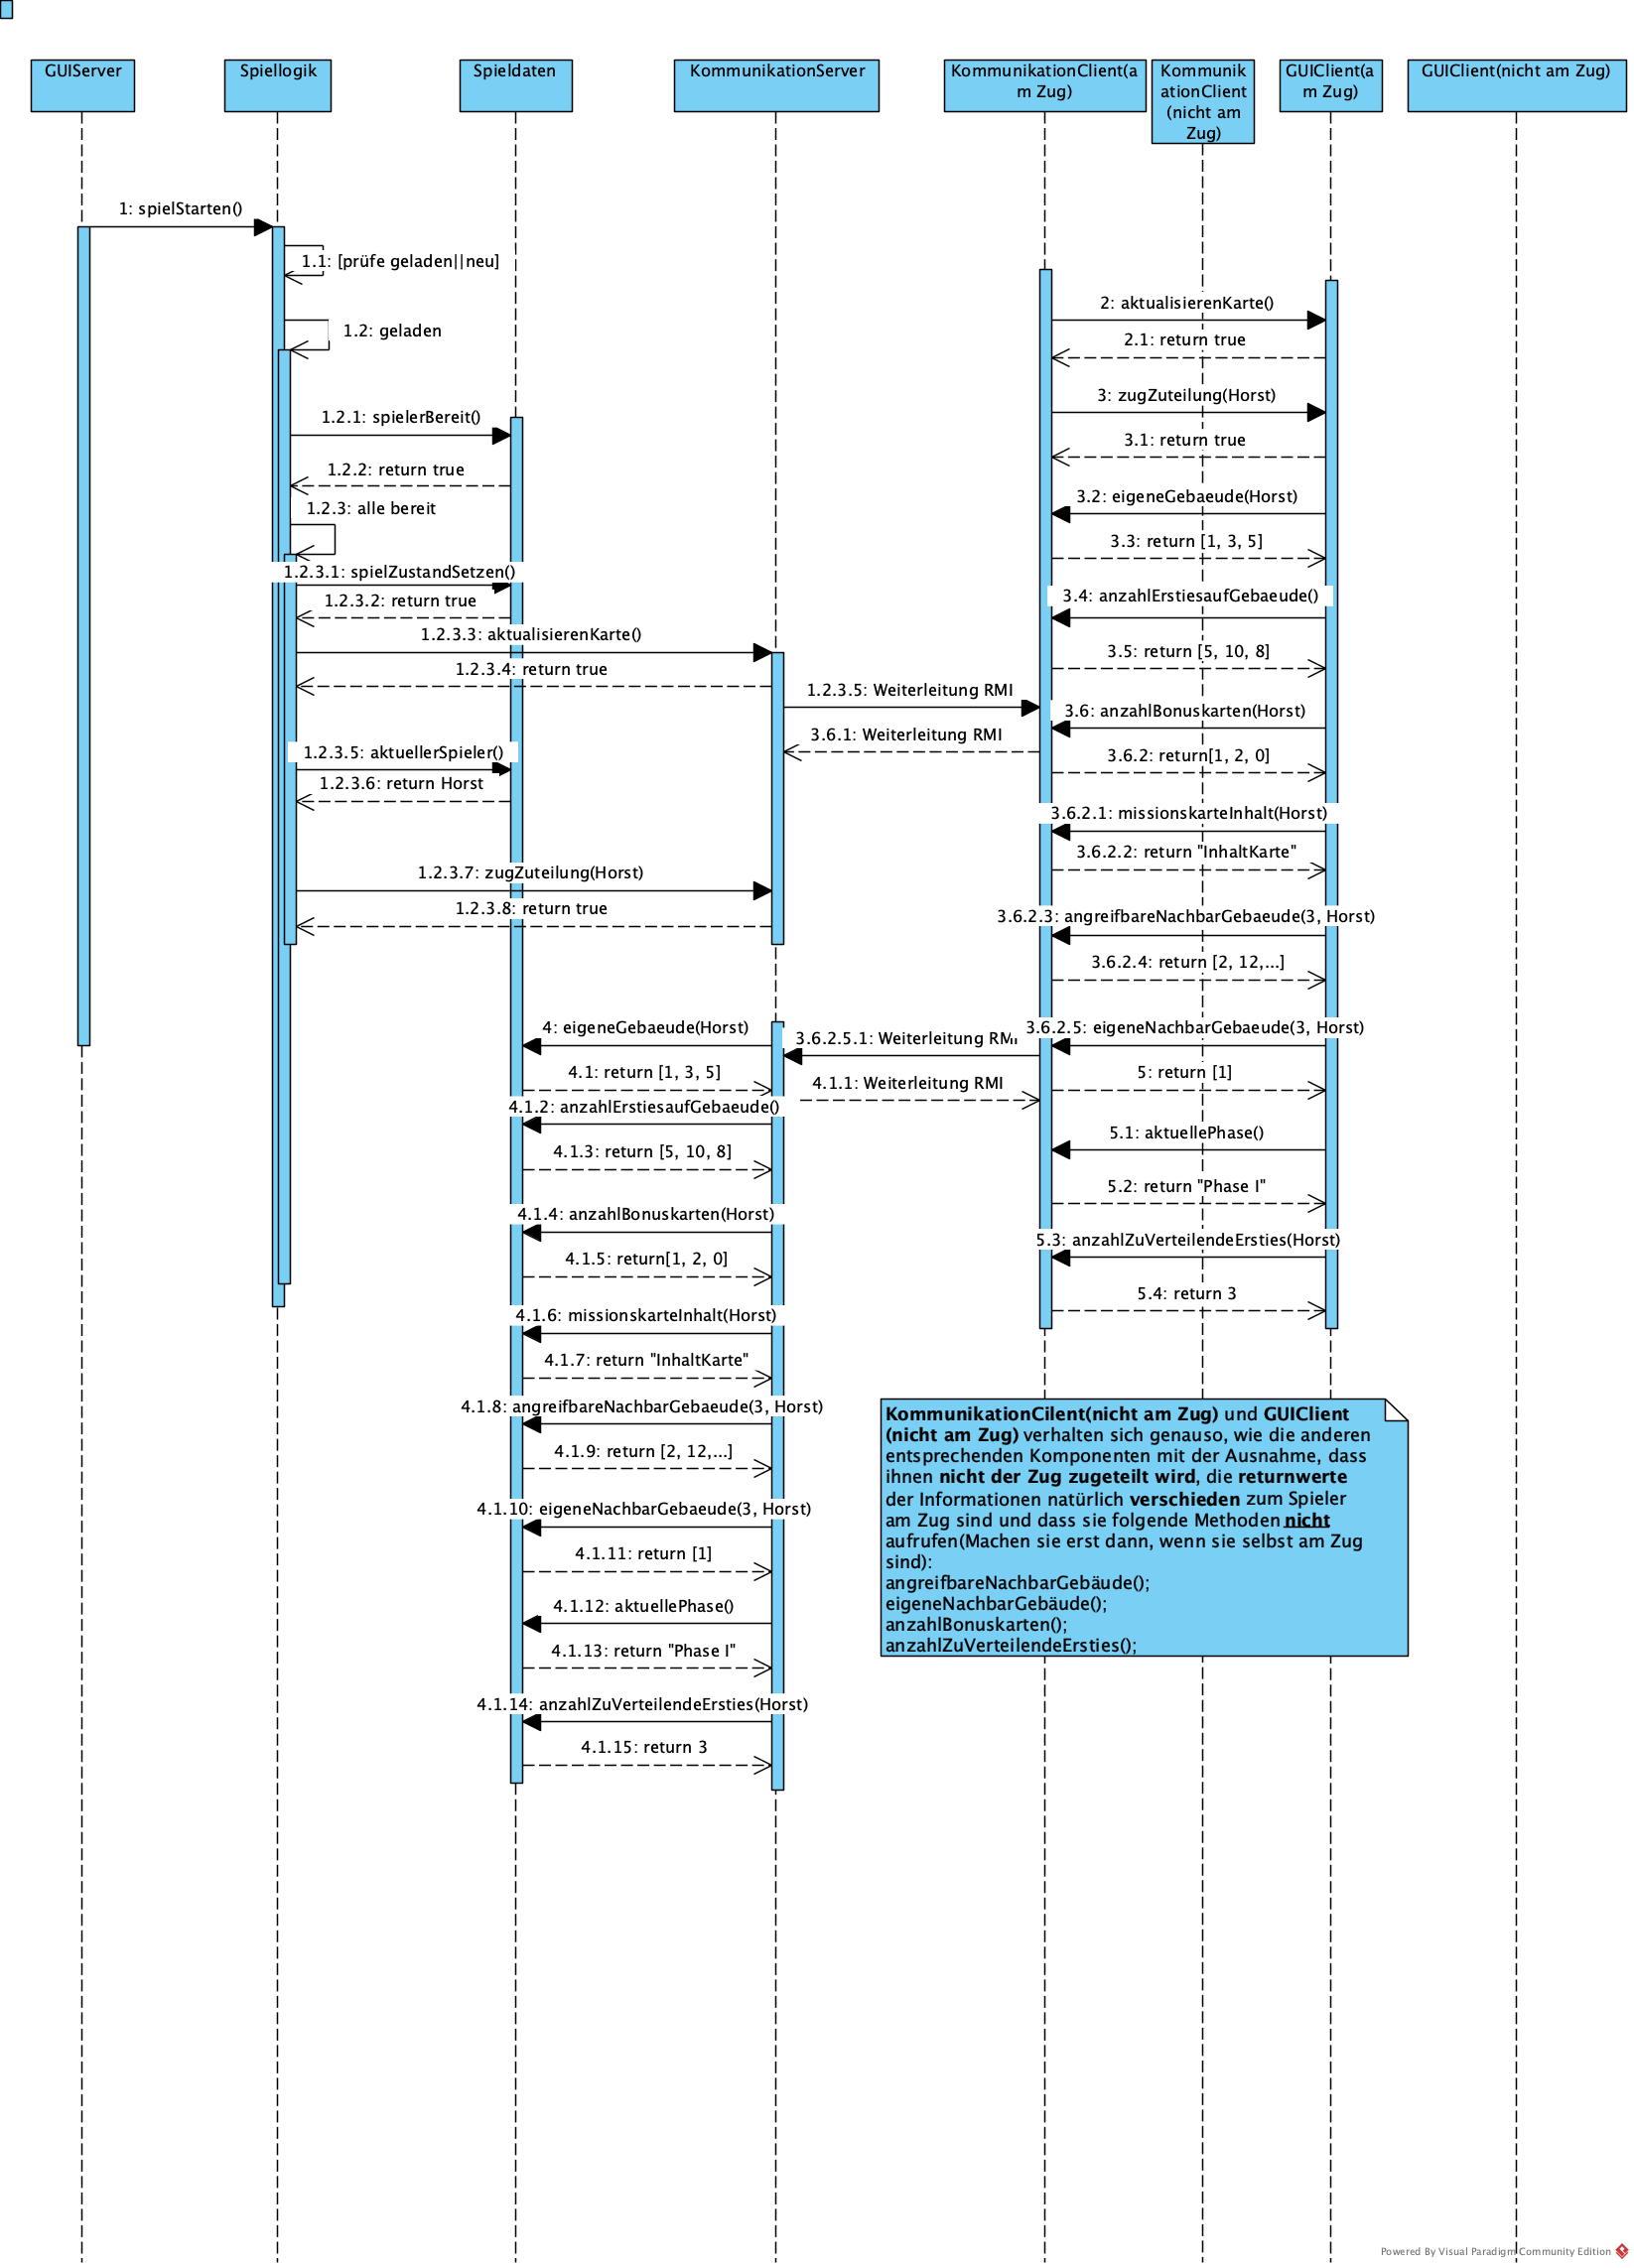 GUIServer
Spiellogik
Spieldaten
KommunikationServer
KommunikationClient(a
m Zug)
Kommunik
ationClient
(nicht am
Zug)
GUIClient(a
m Zug)
GUIClient(nicht am Zug)
1: spielStarten()
1.1: [prüfe geladen||neu]
1.2: geladen
1.2.1: spielerBereit()
1.2.2: return true
1.2.3: alle bereit
1.2.3.1: spielZustandSetzen()
1.2.3.2: return true
1.2.3.3: aktualisierenKarte()
1.2.3.4: return true
1.2.3.5: Weiterleitung RMI
3.6.1: Weiterleitung RMI
1.2.3.5: aktuellerSpieler()
1.2.3.6: return Horst
1.2.3.7: zugZuteilung(Horst)
1.2.3.8: return true
2: aktualisierenKarte()
2.1: return true
3: zugZuteilung(Horst)
3.1: return true
3.2: eigeneGebaeude(Horst)
3.3: return [1, 3, 5]
3.4: anzahlErstiesaufGebaeude()
3.5: return [5, 10, 8]
3.6: anzahlBonuskarten(Horst)
3.6.2: return[1, 2, 0]
3.6.2.1: missionskarteInhalt(Horst)
3.6.2.2: return "InhaltKarte"
3.6.2.3: angreifbareNachbarGebaeude(3, Horst)
3.6.2.4: return [2, 12,...]
3.6.2.5: eigeneNachbarGebaeude(3, Horst)
3.6.2.5.1: Weiterleitung RMI
4.1.1: Weiterleitung RMI
5: return [1]
5.1: aktuellePhase()
5.2: return "Phase I"
5.3: anzahlZuVerteilendeErsties(Horst)
5.4: return 3
4: eigeneGebaeude(Horst)
4.1: return [1, 3, 5]
4.1.2: anzahlErstiesaufGebaeude()
4.1.3: return [5, 10, 8]
4.1.4: anzahlBonuskarten(Horst)
4.1.5: return[1, 2, 0]
4.1.6: missionskarteInhalt(Horst)
4.1.7: return "InhaltKarte"
4.1.8: angreifbareNachbarGebaeude(3, Horst)
4.1.9: return [2, 12,...]
4.1.10: eigeneNachbarGebaeude(3, Horst)
4.1.11: return [1]
4.1.12: aktuellePhase()
4.1.13: return "Phase I"
4.1.14: anzahlZuVerteilendeErsties(Horst)
4.1.15: return 3
KommunikationCilent(nicht am Zug) und GUIClient
(nicht am Zug) verhalten sich genauso, wie die anderen
entsprechenden Komponenten mit der Ausnahme, dass
ihnen nicht der Zug zugeteilt wird, die returnwerte
der Informationen natürlich verschieden zum Spieler
am Zug sind und dass sie folgende Methoden nicht
aufrufen(Machen sie erst dann, wenn sie selbst am Zug
sind):
angreifbareNachbarGebäude();
eigeneNachbarGebäude();
anzahlBonuskarten();
anzahlZuVerteilendeErsties();
Powered By Visual Paradigm Community Edition